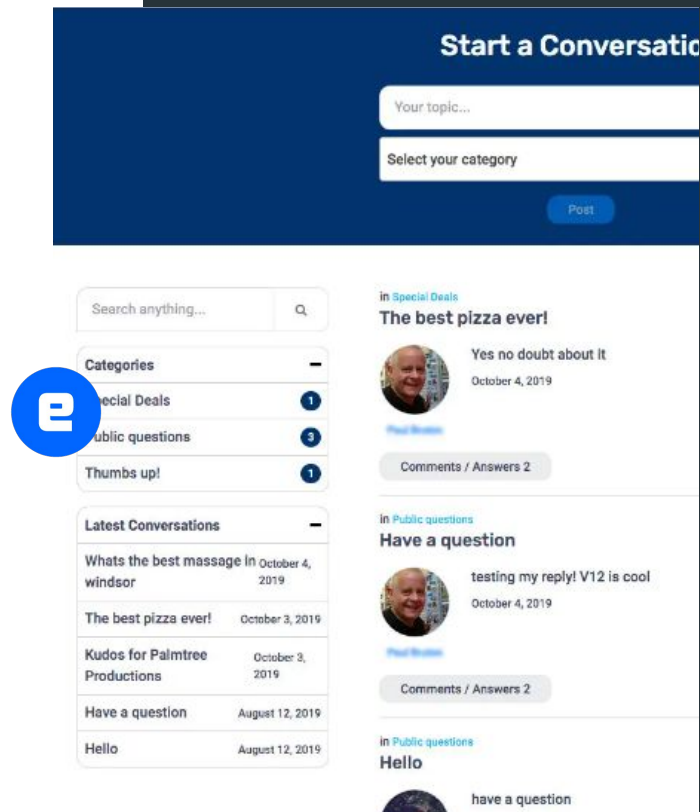 Start a Conversatio
Your topic...
Select your category
Post
Search anything...
Categories
pecial Deals 1
ublic questions 3
Thumbs up! 1
Latest Conversations
Whats the best massage in October 4,
windsor 2019
The best pizza ever! October 3, 2019
Kudos for Palmtree October 3,
Productions 2019
Have a question August 12, 2019
Hello August 12, 2019
in Special Deals
The best pizza ever!
Yes no doubt about it
October 4, 2019
Comments / Answers 2
in Public questions
Have a question
testing my reply! V12 is cool
October 4, 2019
Comments / Answers 2
in Public questions
Hello
have a question
e